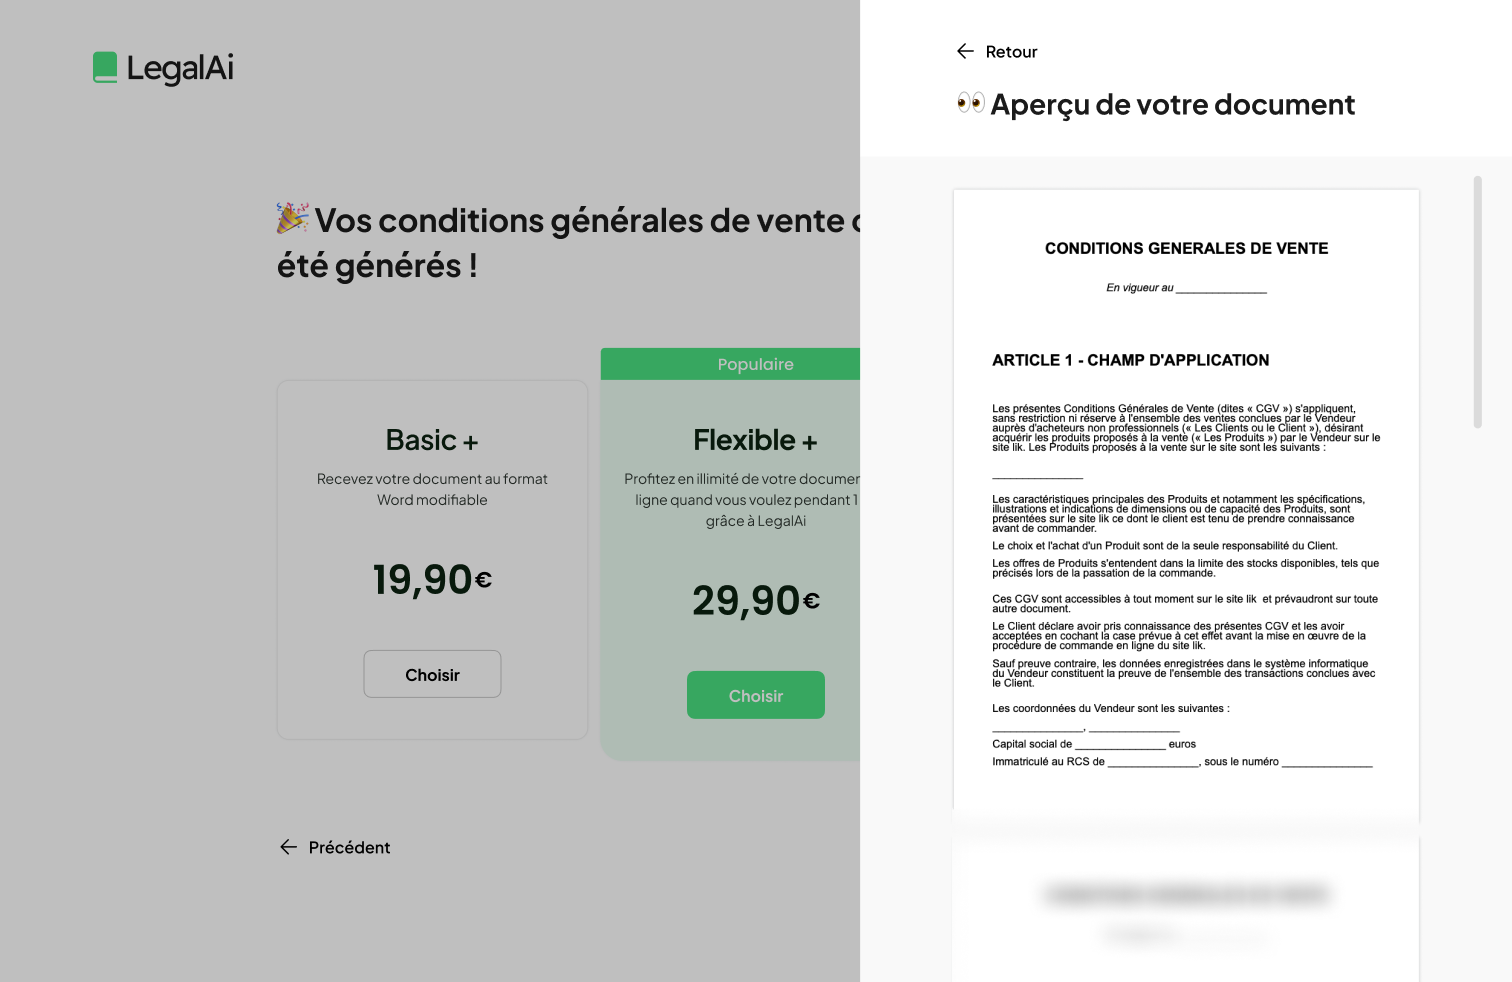 LegalAi
🎉 Vos conditions générales de vente
été générés !
Basic +
Recevez votre document au format
Word modifiable
19,90€
Choisir
Populaire
Flexible +
Profitez en illimité de votre
ligne quand vous voulez pendant 1
grâce à LegalAi
29,90€
Choisir
← Précédent
← Retour
👀 Aperçu de votre document
CONDITIONS GENERALES DE VENTE
En vigueur au _______________
ARTICLE 1 - CHAMP D'APPLICATION
Les présentes Conditions Générales de Vente (dites « CGV ») s'appliquent,
sans restriction ni réserve à l'ensemble des ventes conclues par le Vendeur
auprès d'acheteurs non professionnels (« Les Clients ou le Client »), désirant
acquérir les produits proposés à la vente (« Les Produits ») par le Vendeur sur le
site lik. Les Produits proposés à la vente sur le site sont les suivants :
_______________
Les caractéristiques principales des Produits et notamment les spécifications,
illustrations et indications de dimensions ou de capacité des Produits, sont
présentées sur le site lik ce dont le client est tenu de prendre connaissance
avant de commander.
Le choix et l'achat d'un Produit sont de la seule responsabilité du Client.
Les offres de Produits s'entendent dans la limite des stocks disponibles, tels que
précisés lors de la passation de la commande.
Ces CGV sont accessibles à tout moment sur le site lik et prévaudront sur toute
autre document.
Le Client déclare avoir pris connaissance des présentes CGV et les avoir
acceptées en cochant la case prévue à cet effet avant la mise en œuvre de la
procédure de commande en ligne du site lik.
Sauf preuve contraire, les données enregistrées dans le système informatique
du Vendeur constituent la preuve de l'ensemble des transactions conclues avec
le Client.
Les coordonnées du Vendeur sont les suivantes :
_______________, _______________
Capital social de _______________ euros
Immatriculé au RCS de _______________, sous le numéro _______________